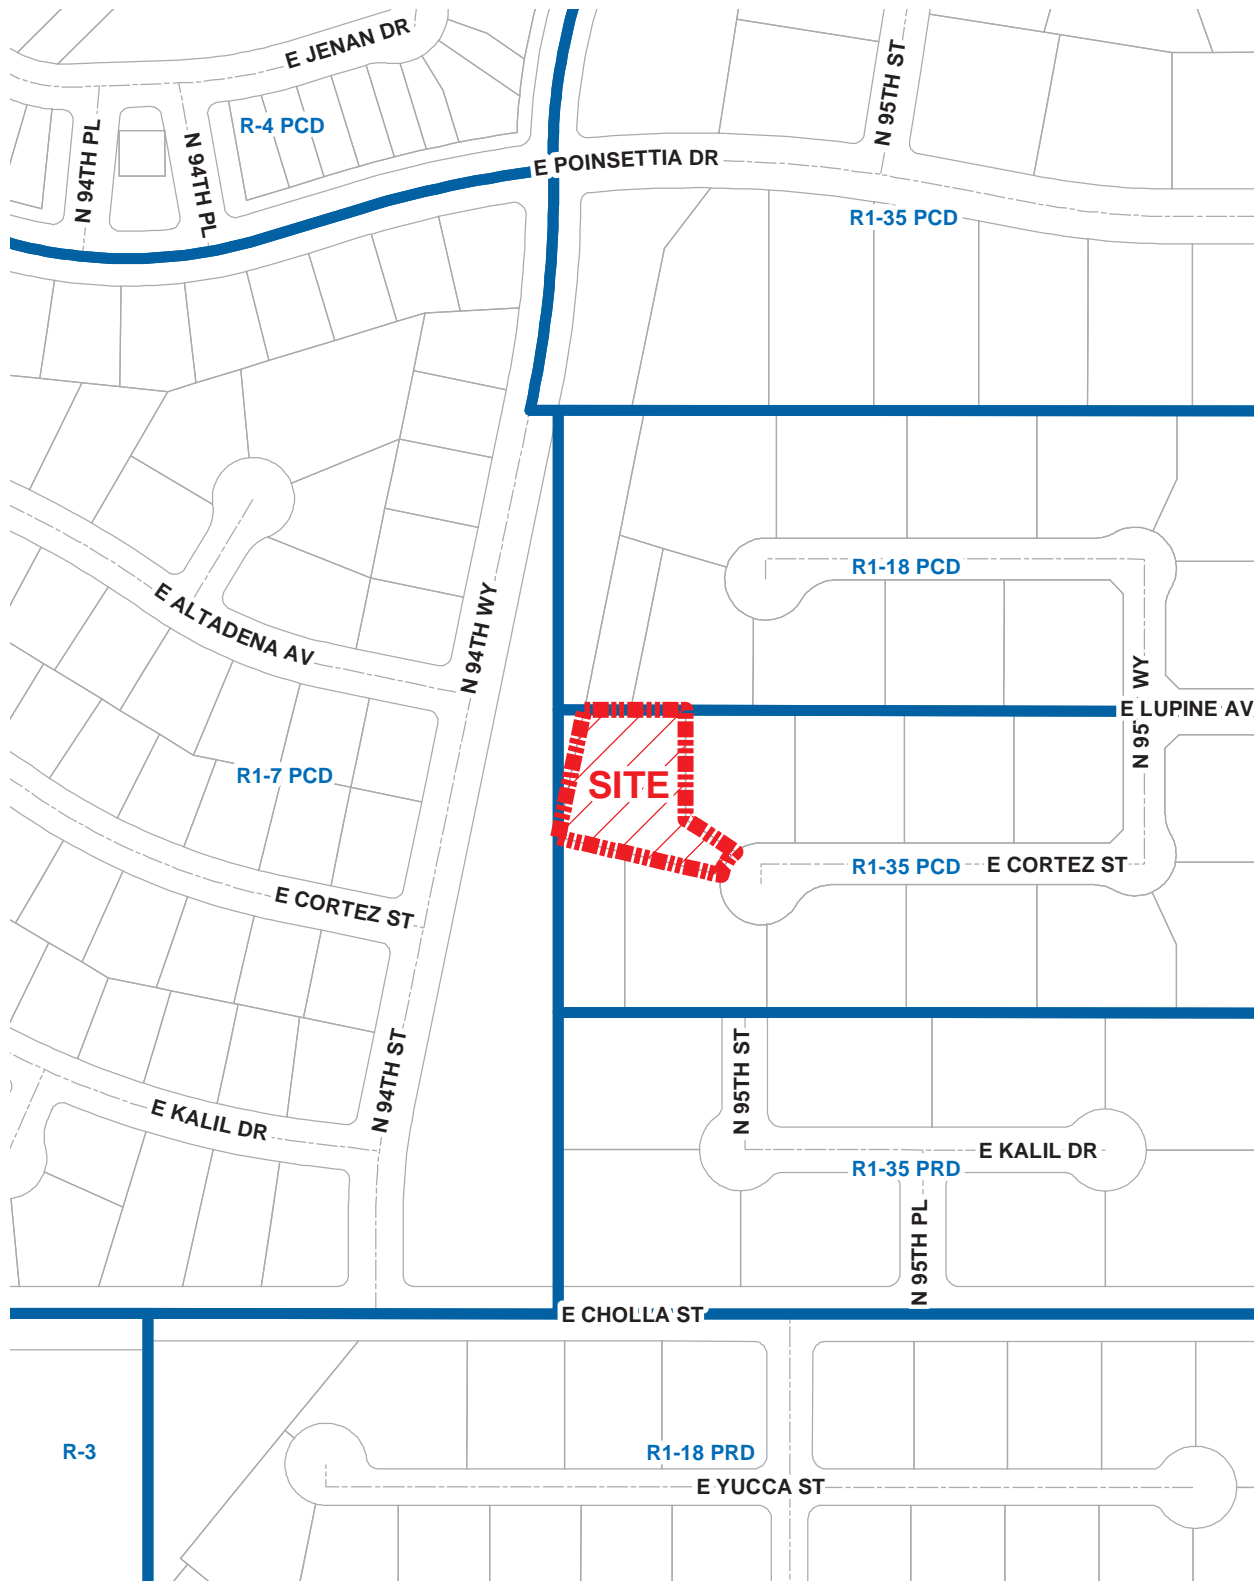 E JENAN DR
N 95TH ST
R-4 PCD
N 94TH PL
N 94TH PL
E POINSETTIA DR
R1-35 PCD
R1-18 PCD
E ALTADENA AV
N 94TH WY
N 95 WY
E LUPINE AV
R1-7 PCD
SITE
R1-35 PCD
E CORTEZ ST
E CORTEZ ST
N 94TH ST
N 95TH ST
E KALIL DR
E KALIL DR
R1-35 PRD
N 95TH PL
E CHOLLA ST
R-3
R1-18 PRD
E YUCCA ST